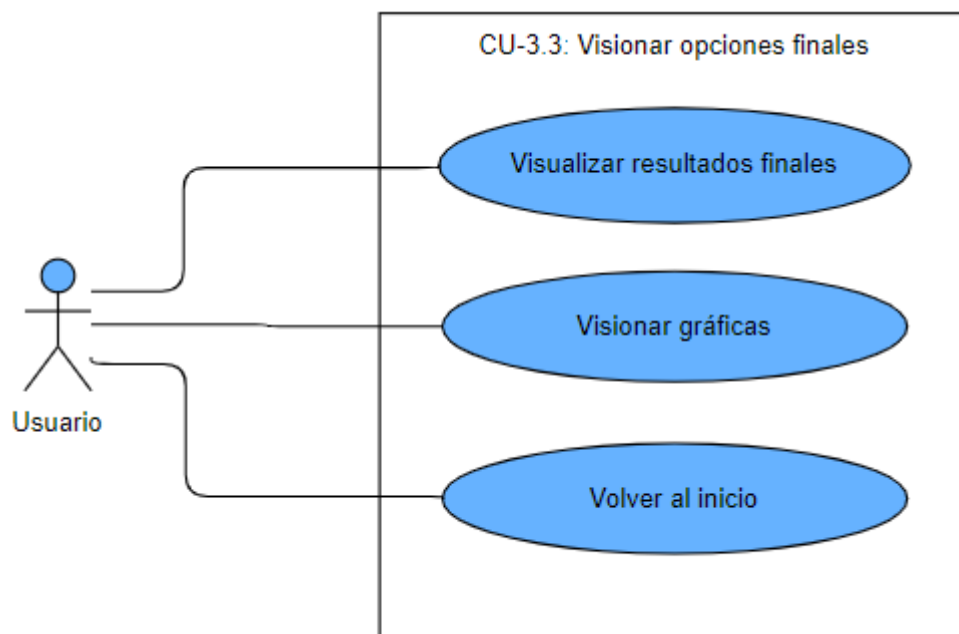 CU-3.3: Visionar opciones finales
Visualizar resultados finales
Visionar gráficas
Usuario
Volver al inicio